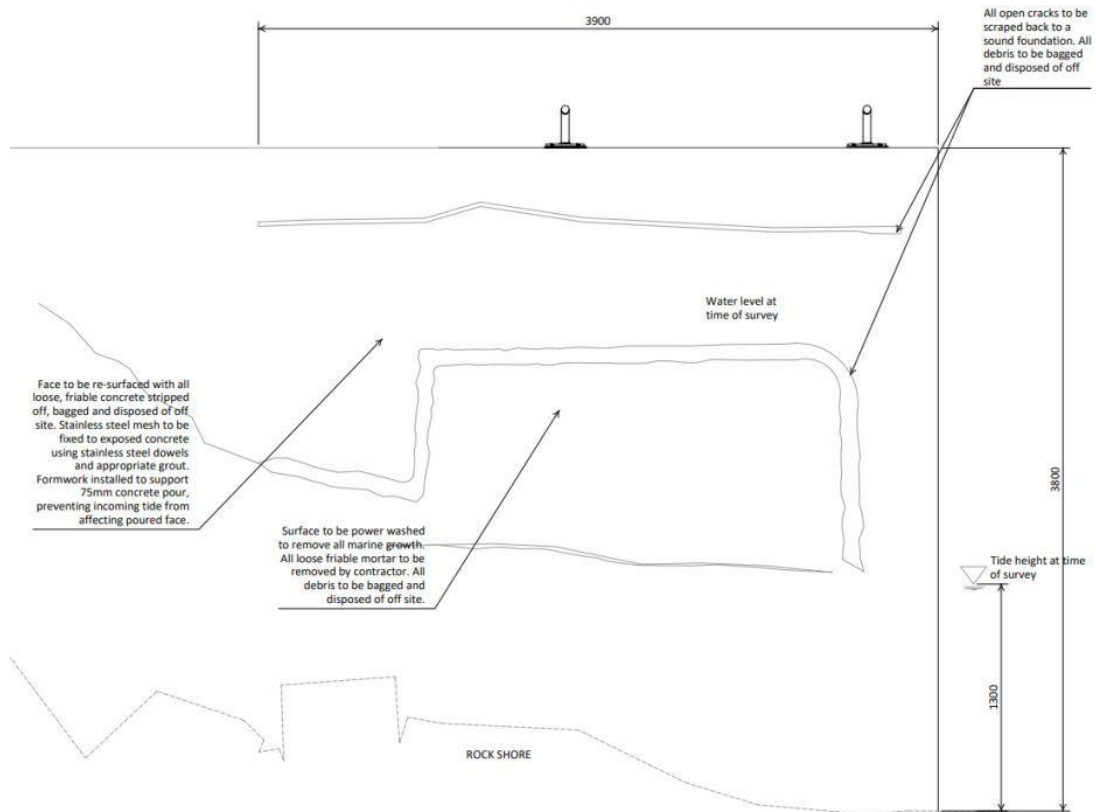 3900
All open cracks to be
scraped back to a
sound foundation. All
debris to be bagged
and disposed of off
site
Water level at
time of survey
Face to be re-surfaced with all
loose, friable concrete stripped
off, bagged and disposed of off
site. Stainless steel mesh to be
fixed to exposed concrete
using stainless steel dowels
and appropriate grout.
Formwork installed to support
75mm concrete pour,
preventing incoming tide from
affecting poured face.
3800
Surface to be power washed
to remove all marine growth.
All loose friable mortar to be
removed by contractor. All
debris to be bagged and
disposed of off site.
Tide height at time
of survey
1300
ROCK SHORE